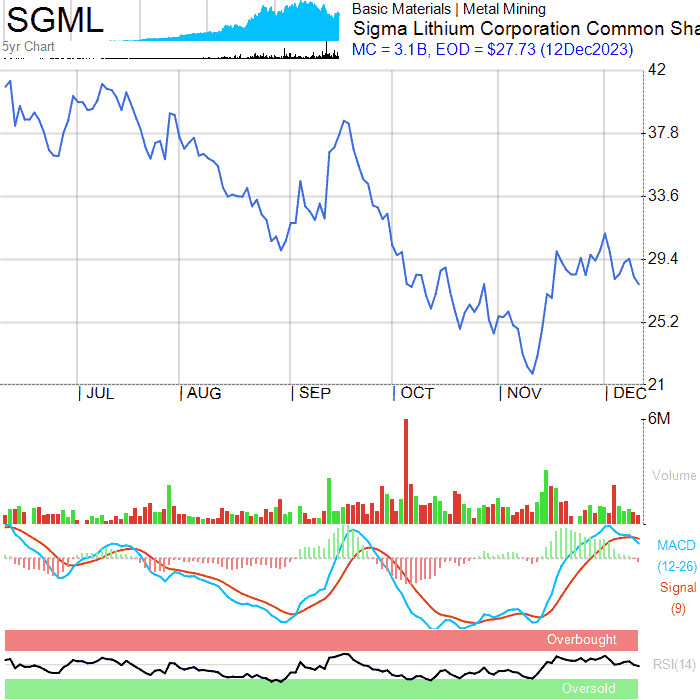 SGML
5yr Chart
Basic Materials | Metal Mining
Sigma Lithium Corporation Common Sha
MC = 3.1B, EOD = $27.73 (12Dec2023)
42
37.8
33.6
29.4
25.2
21
| JUL | AUG | SEP | OCT | NOV | DEC
6M
Volume
MACD
(12-26)
Signal
(9)
Overbought
RSI(14)
Oversold